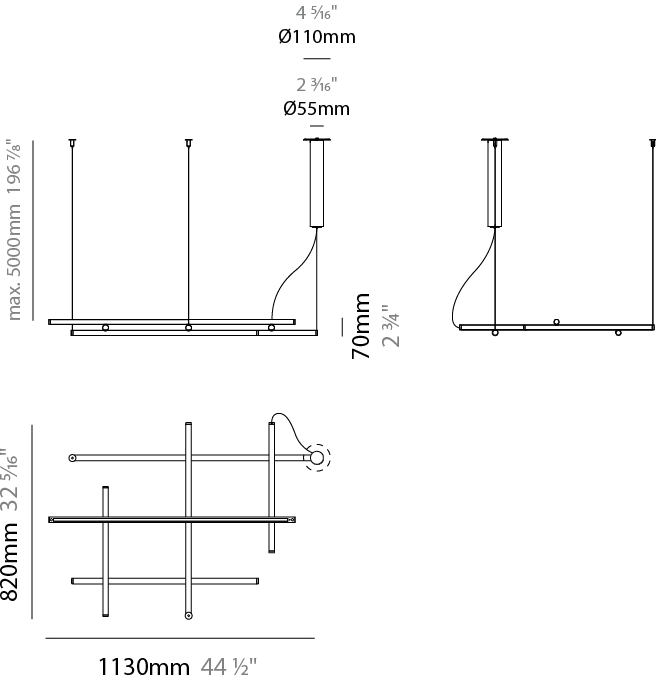 4 5⁄16"
Ø110mm
2 3⁄16"
Ø55mm
max. 5000mm 196 7⁄8"
70mm
2 3⁄4"
820mm 32 5⁄16"
1130mm 44 ½"